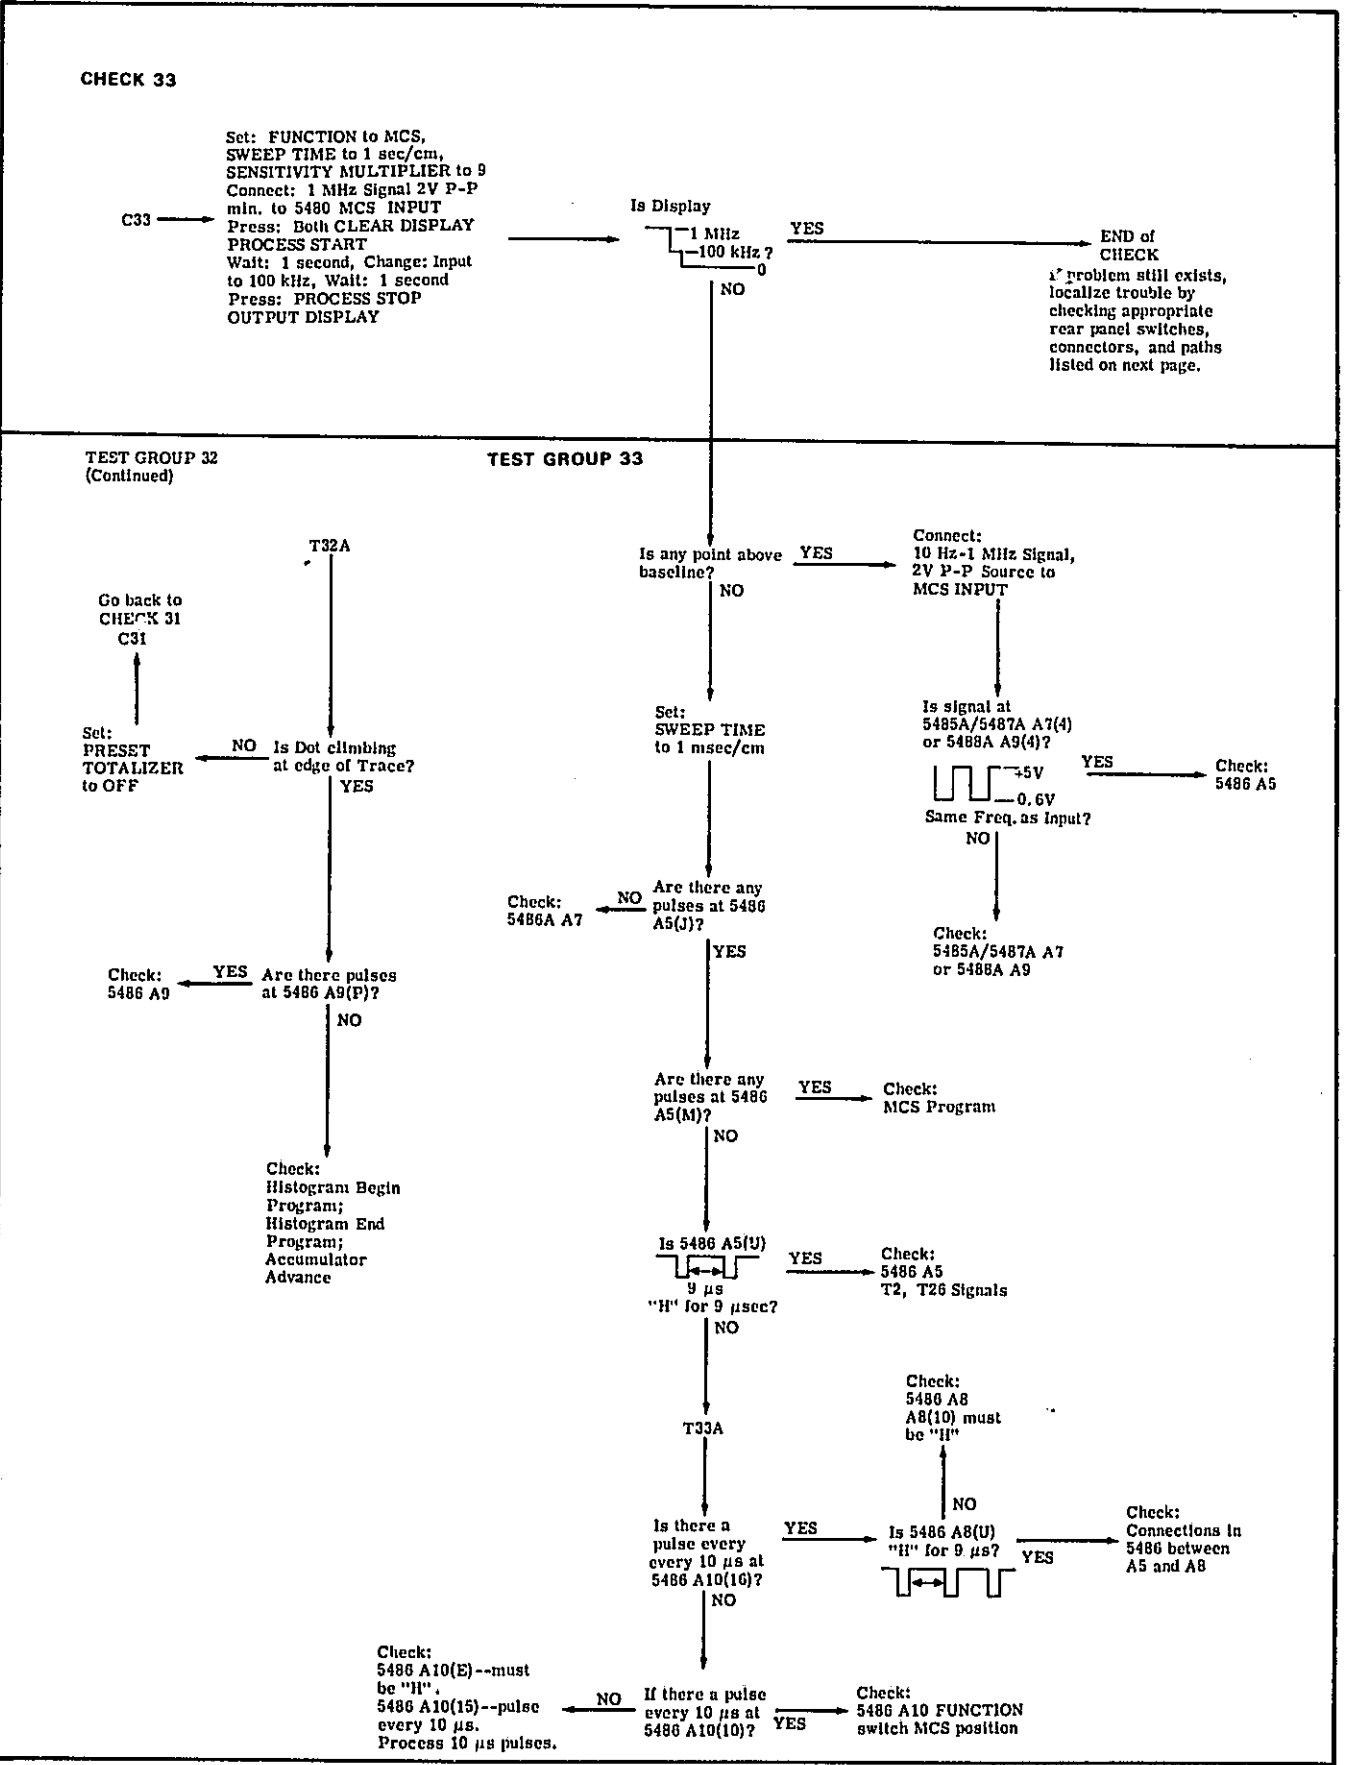 CHECK 33
C33
Set: FUNCTION to MCS,
SWEEP TIME to 1 sec/cm,
SENSITIVITY MULTIPLIER to 9
Connect: 1 MHz Signal 2V P-P
min. to 5480 MCS INPUT
Press: Both CLEAR DISPLAY
PROCESS START
Wait: 1 second, Change: Input
to 100 kHz, Wait: 1 second
Press: PROCESS STOP
OUTPUT DISPLAY
Is Display
1 MHz
100 kHz ?
0
YES
NO
END of
CHECK
if problem still exists,
localize trouble by
checking appropriate
rear panel switches,
connectors, and paths
listed on next page.
TEST GROUP 32
(Continued)
T32A
Go back to
CHECK 31
C31
Set:
PRESET
TOTALIZER
to OFF
NO
Is Dot climbing
at edge of Trace?
YES
Check:
5486 A9
YES
Are there pulses
at 5486 A9(P)?
NO
Check:
Histogram Begin
Program;
Histogram End
Program;
Accumulator
Advance
TEST GROUP 33
Is any point above
baseline?
YES
NO
Connect:
10 Hz-1 MHz Signal,
2V P-P Source to
MCS INPUT
Is signal at
5485A/5487A A7(4)
or 5488A A9(4)?
+5V
0.6V
Same Freq. as Input?
YES
Check:
5486 A5
NO
Check:
5485A/5487A A7
or 5488A A9
Set:
SWEEP TIME
to 1 msec/cm
Are there any
pulses at 5486
A5(J)?
NO
Check:
5486A A7
YES
Are there any
pulses at 5486
A5(M)?
YES
Check:
MCS Program
NO
Is 5486 A5(U)
9 μs
"H" for 9 μsec?
YES
Check:
5486 A5
T2, T26 Signals
NO
T33A
Is there a
pulse every
every 10 μs at
5486 A10(16)?
YES
Is 5486 A8(U)
"H" for 9 μs?
NO
Check:
5486 A8
A8(10) must
be "H"
YES
Check:
Connections in
5486 between
A5 and A8
NO
If there a pulse
every 10 μs at
5486 A10(10)?
NO
Check:
5486 A10(E)--must
be "H".
5486 A10(15)--pulse
every 10 μs.
Process 10 μs pulses.
YES
Check:
5486 A10 FUNCTION
switch MCS position